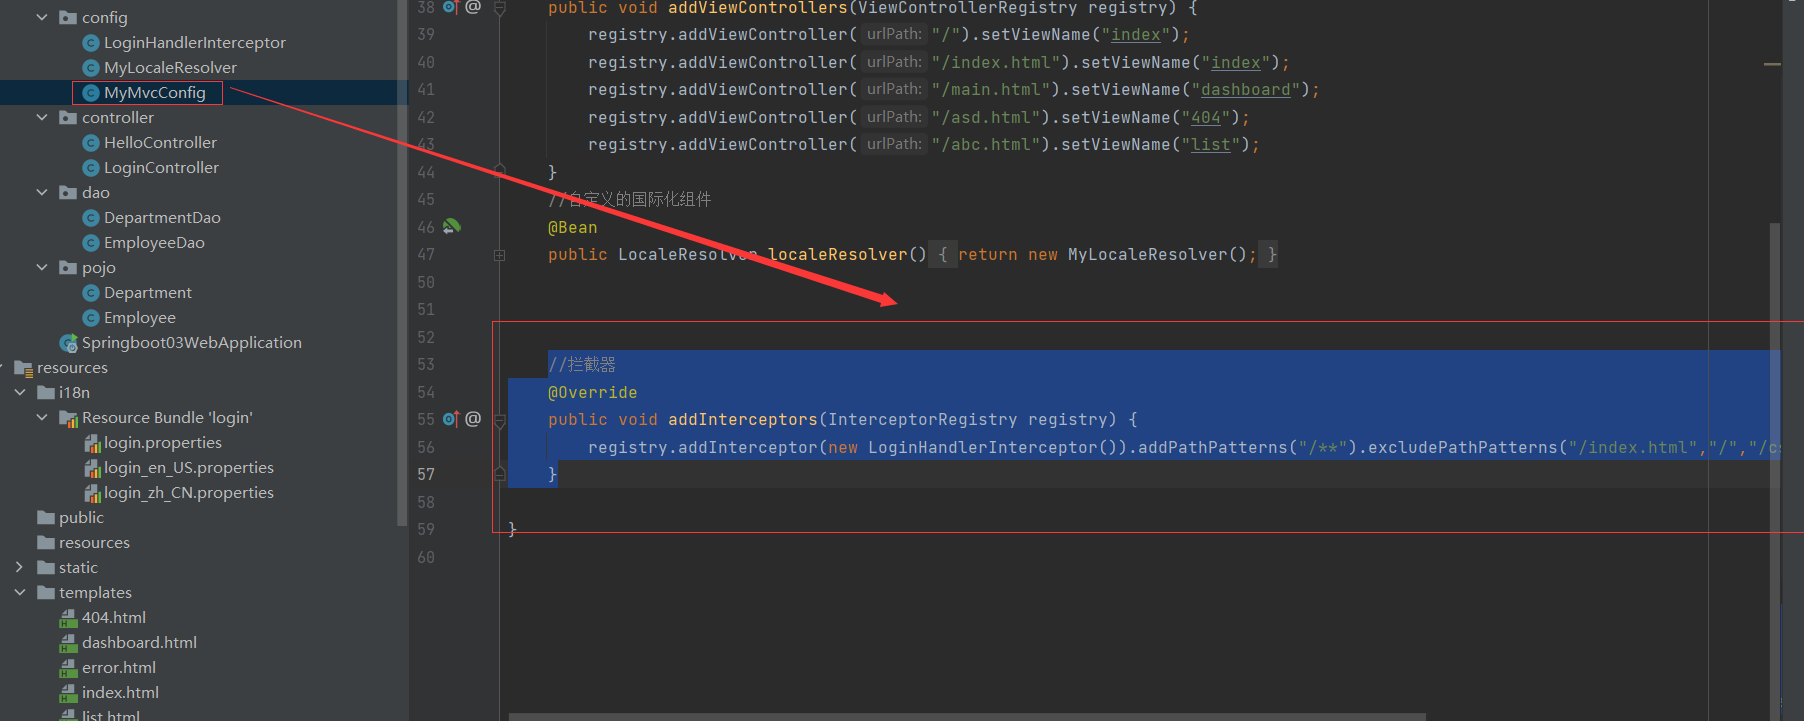 config
LoginHandlerInterceptor
MyLocaleResolver
MyMvcConfig
controller
HelloController
LoginController
dao
DepartmentDao
EmployeeDao
pojo
Department
Employee
Springboot03WebApplication
resources
i18n
Resource Bundle 'login'
login.properties
login_en_US.properties
login_zh_CN.properties
public
resources
static
templates
404.html
dashboard.html
error.html
index.html
list.html
38 @ public void addViewControllers(ViewControllerRegistry registry) {
39 registry.addViewController( urlPath: "/").setViewName("index");
40 registry.addViewController( urlPath: "/index.html").setViewName("index");
41 registry.addViewController( urlPath: "/main.html").setViewName("dashboard");
42 registry.addViewController( urlPath: "/asd.html").setViewName("404");
43 registry.addViewController( urlPath: "/abc.html").setViewName("list");
44 }
45 //自定义的国际化组件
46 @Bean
47 public LocaleResolver localeResolver() { return new MyLocaleResolver(); }
50
51
52
53 //拦截器
54 @Override
55 @ public void addInterceptors(InterceptorRegistry registry) {
56 registry.addInterceptor(new LoginHandlerInterceptor()).addPathPatterns("/**").excludePathPatterns("/index.html","/","/cs
57 }
58
59 }
60